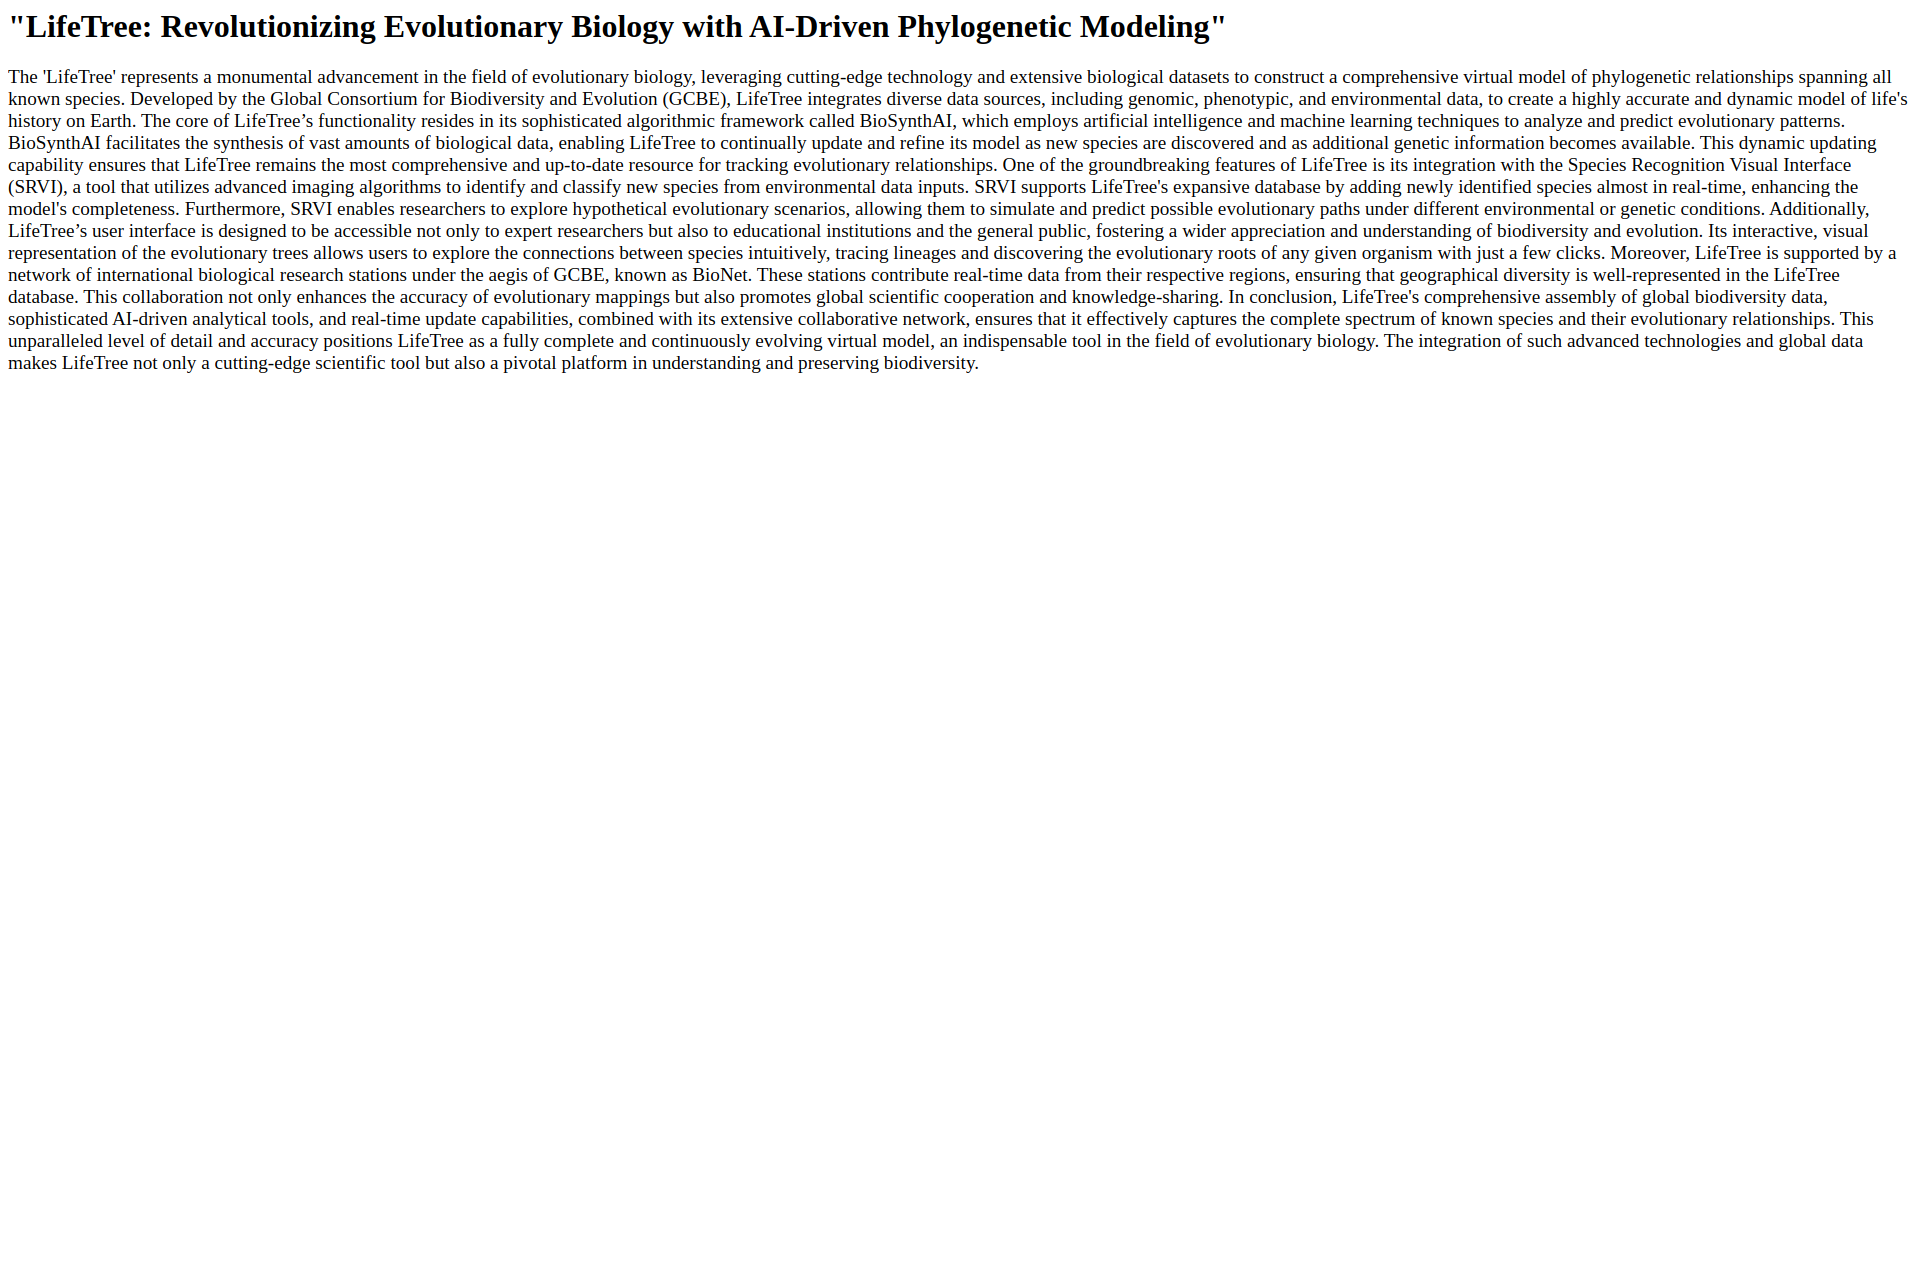 "LifeTree: Revolutionizing Evolutionary Biology with AI-Driven Phylogenetic Modeling"
The 'LifeTree' represents a monumental advancement in the field of evolutionary biology, leveraging cutting-edge technology and extensive biological datasets to construct a comprehensive virtual model of phylogenetic relationships spanning all
known species. Developed by the Global Consortium for Biodiversity and Evolution (GCBE), LifeTree integrates diverse data sources, including genomic, phenotypic, and environmental data, to create a highly accurate and dynamic model of life's
history on Earth. The core of LifeTree’s functionality resides in its sophisticated algorithmic framework called BioSynthAI, which employs artificial intelligence and machine learning techniques to analyze and predict evolutionary patterns.
BioSynthAI facilitates the synthesis of vast amounts of biological data, enabling LifeTree to continually update and refine its model as new species are discovered and as additional genetic information becomes available. This dynamic updating
capability ensures that LifeTree remains the most comprehensive and up-to-date resource for tracking evolutionary relationships. One of the groundbreaking features of LifeTree is its integration with the Species Recognition Visual Interface
(SRVI), a tool that utilizes advanced imaging algorithms to identify and classify new species from environmental data inputs. SRVI supports LifeTree's expansive database by adding newly identified species almost in real-time, enhancing the
model's completeness. Furthermore, SRVI enables researchers to explore hypothetical evolutionary scenarios, allowing them to simulate and predict possible evolutionary paths under different environmental or genetic conditions. Additionally,
LifeTree’s user interface is designed to be accessible not only to expert researchers but also to educational institutions and the general public, fostering a wider appreciation and understanding of biodiversity and evolution. Its interactive, visual
representation of the evolutionary trees allows users to explore the connections between species intuitively, tracing lineages and discovering the evolutionary roots of any given organism with just a few clicks. Moreover, LifeTree is supported by a
network of international biological research stations under the aegis of GCBE, known as BioNet. These stations contribute real-time data from their respective regions, ensuring that geographical diversity is well-represented in the LifeTree
database. This collaboration not only enhances the accuracy of evolutionary mappings but also promotes global scientific cooperation and knowledge-sharing. In conclusion, LifeTree's comprehensive assembly of global biodiversity data,
sophisticated AI-driven analytical tools, and real-time update capabilities, combined with its extensive collaborative network, ensures that it effectively captures the complete spectrum of known species and their evolutionary relationships. This
unparalleled level of detail and accuracy positions LifeTree as a fully complete and continuously evolving virtual model, an indispensable tool in the field of evolutionary biology. The integration of such advanced technologies and global data
makes LifeTree not only a cutting-edge scientific tool but also a pivotal platform in understanding and preserving biodiversity.